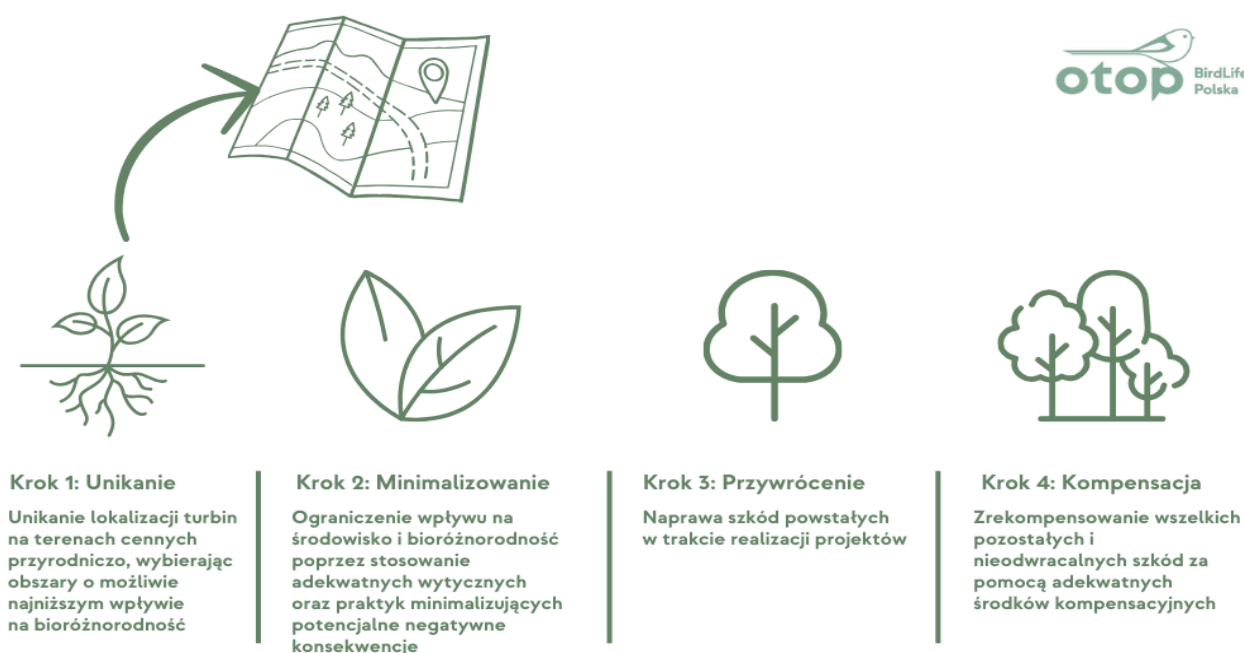 otop BirdLife
Polska
Krok 1: Unikanie
Unikanie lokalizacji turbin
na terenach cennych
przyrodniczo, wybierając
obszary o możliwie
najniższym wpływie
na bioróżnorodność
Krok 2: Minimalizowanie
Ograniczenie wpływu na
środowisko i bioróżnorodność
poprzez stosowanie
adekwatnych wytycznych
oraz praktyk minimalizujących
potencjalne negatywne
konsekwencje
Krok 3: Przywrócenie
Naprawa szkód powstałych
w trakcie realizacji projektów
Krok 4: Kompensacja
Zrekompensowanie wszelkich
pozostałych i
nieodwracalnych szkód za
pomocą adekwatnych
środków kompensacyjnych